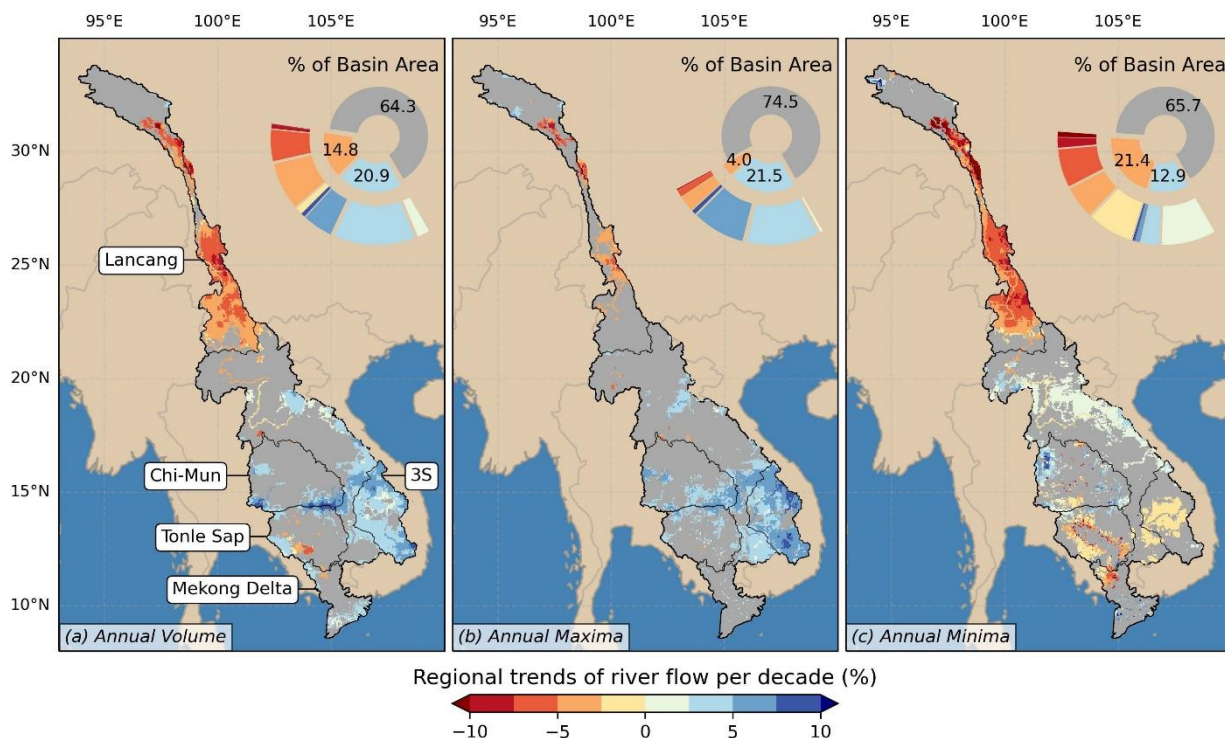 95°E 100°E 105°E 95°E 100°E 105°E 95°E 100°E 105°E
% of Basin Area % of Basin Area % of Basin Area
64.3 74.5 65.7
30°N
14.8 4.0 21.4
20.9 21.5 12.9
Lancang
25°N
20°N
Chi-Mun 3S
15°N
Tonle Sap
Mekong Delta
10°N
(a) Annual Volume (b) Annual Maxima (c) Annual Minima
Regional trends of river flow per decade (%)
−10 −5 0 5 10